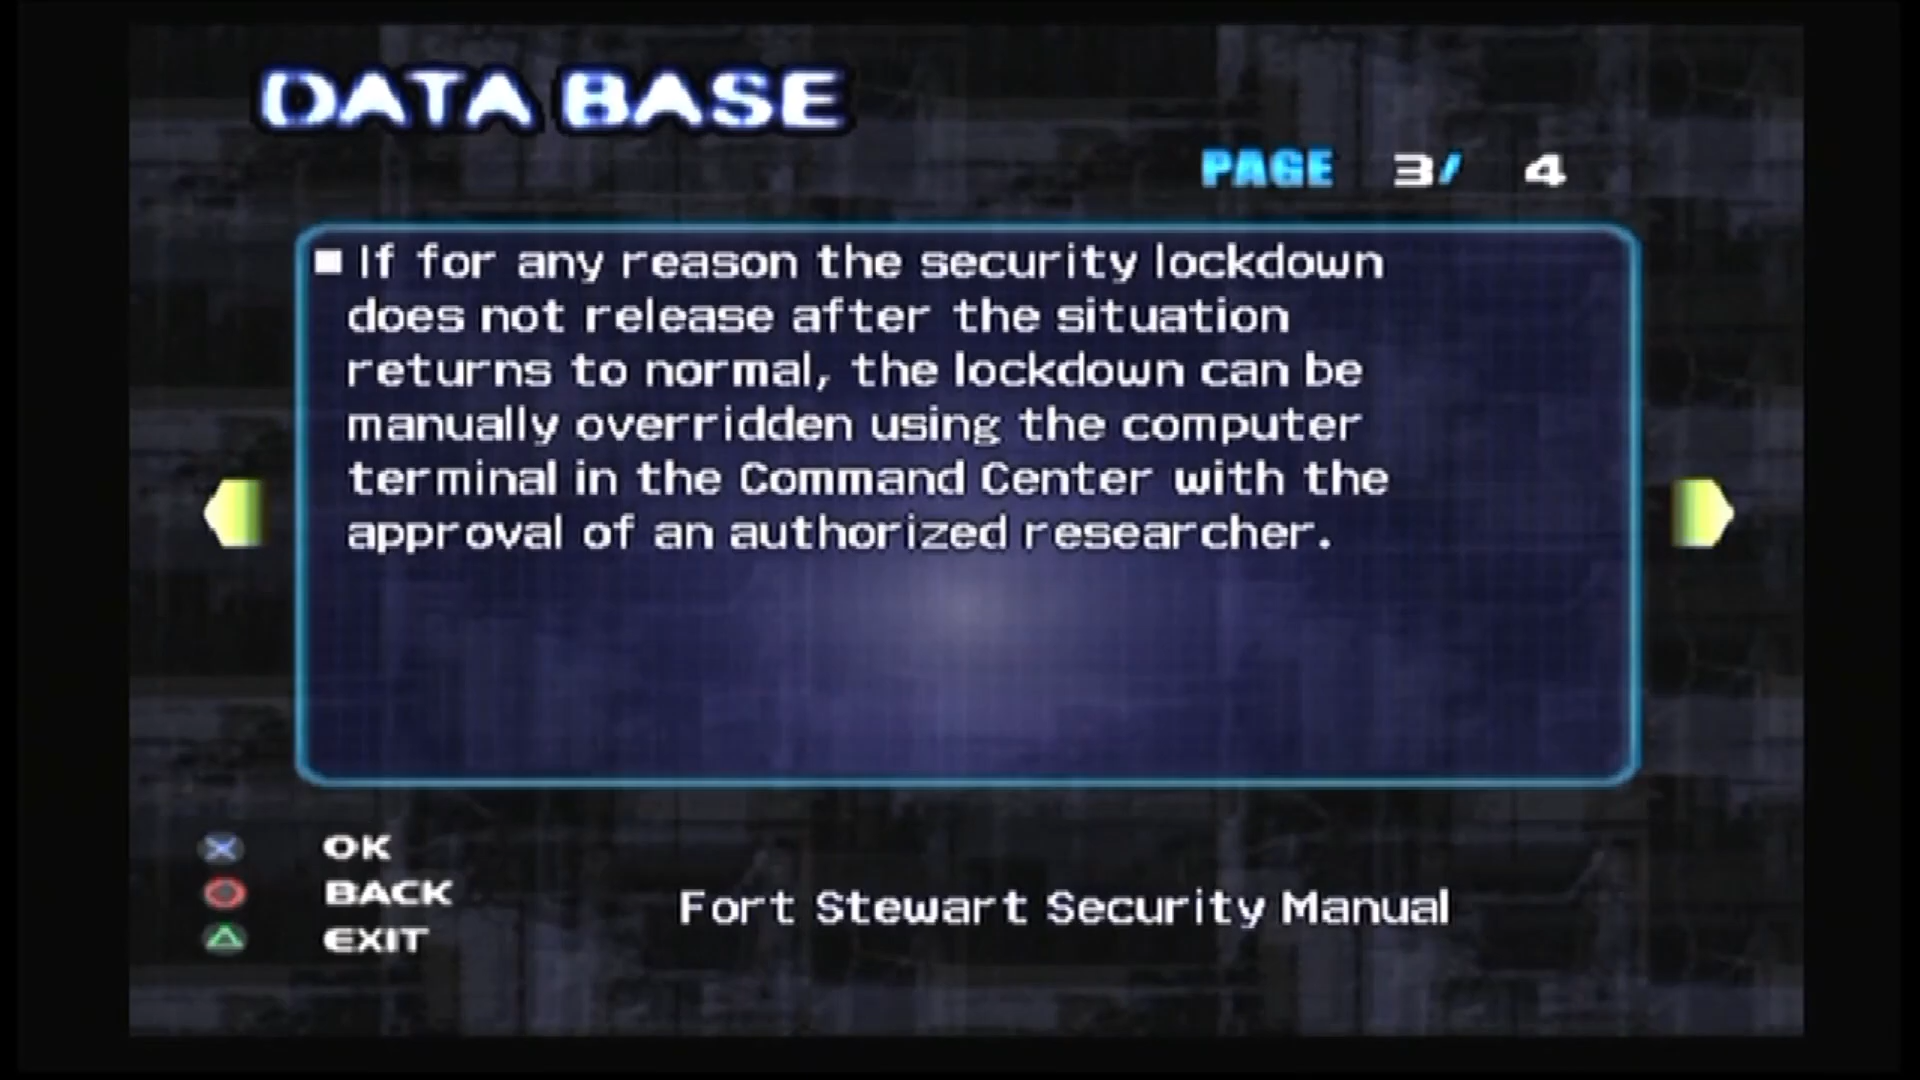 DATA BASE
PAGE 3/ 4
■ If for any reason the security lockdown
does not release after the situation
returns to normal, the lockdown can be
manually overridden using the computer
terminal in the Command Center with the
approval of an authorized researcher.
OK
BACK
EXIT
Fort Stewart Security Manual